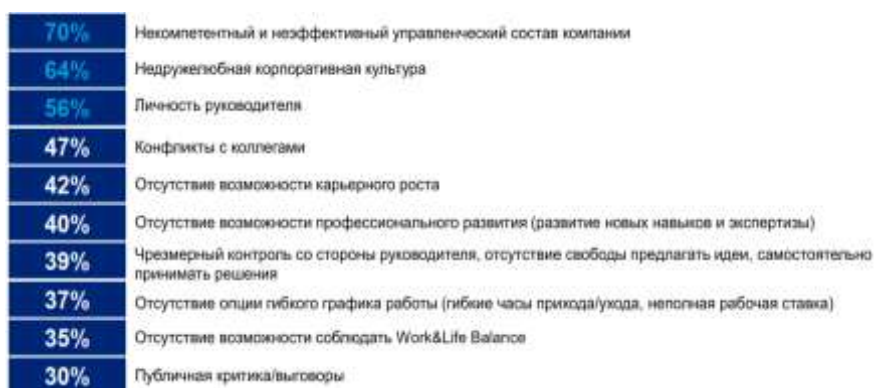 70% Некомпетентный и неэффективный управленческий состав компании
64% Недружелюбная корпоративная культура
56% Личность руководителя
47% Конфликты с коллегами
42% Отсутствие возможности карьерного роста
40% Отсутствие возможности профессионального развития (развитие новых навыков и экспертизы)
39% Чрезмерный контроль со стороны руководителя, отсутствие свободы предлагать идеи, самостоятельно
принимать решения
37% Отсутствие опции гибкого графика работы (гибкие часы прихода/ухода, неполная рабочая ставка)
35% Отсутствие возможности соблюдать Work&Life Balance
30% Публичная критика/выговоры